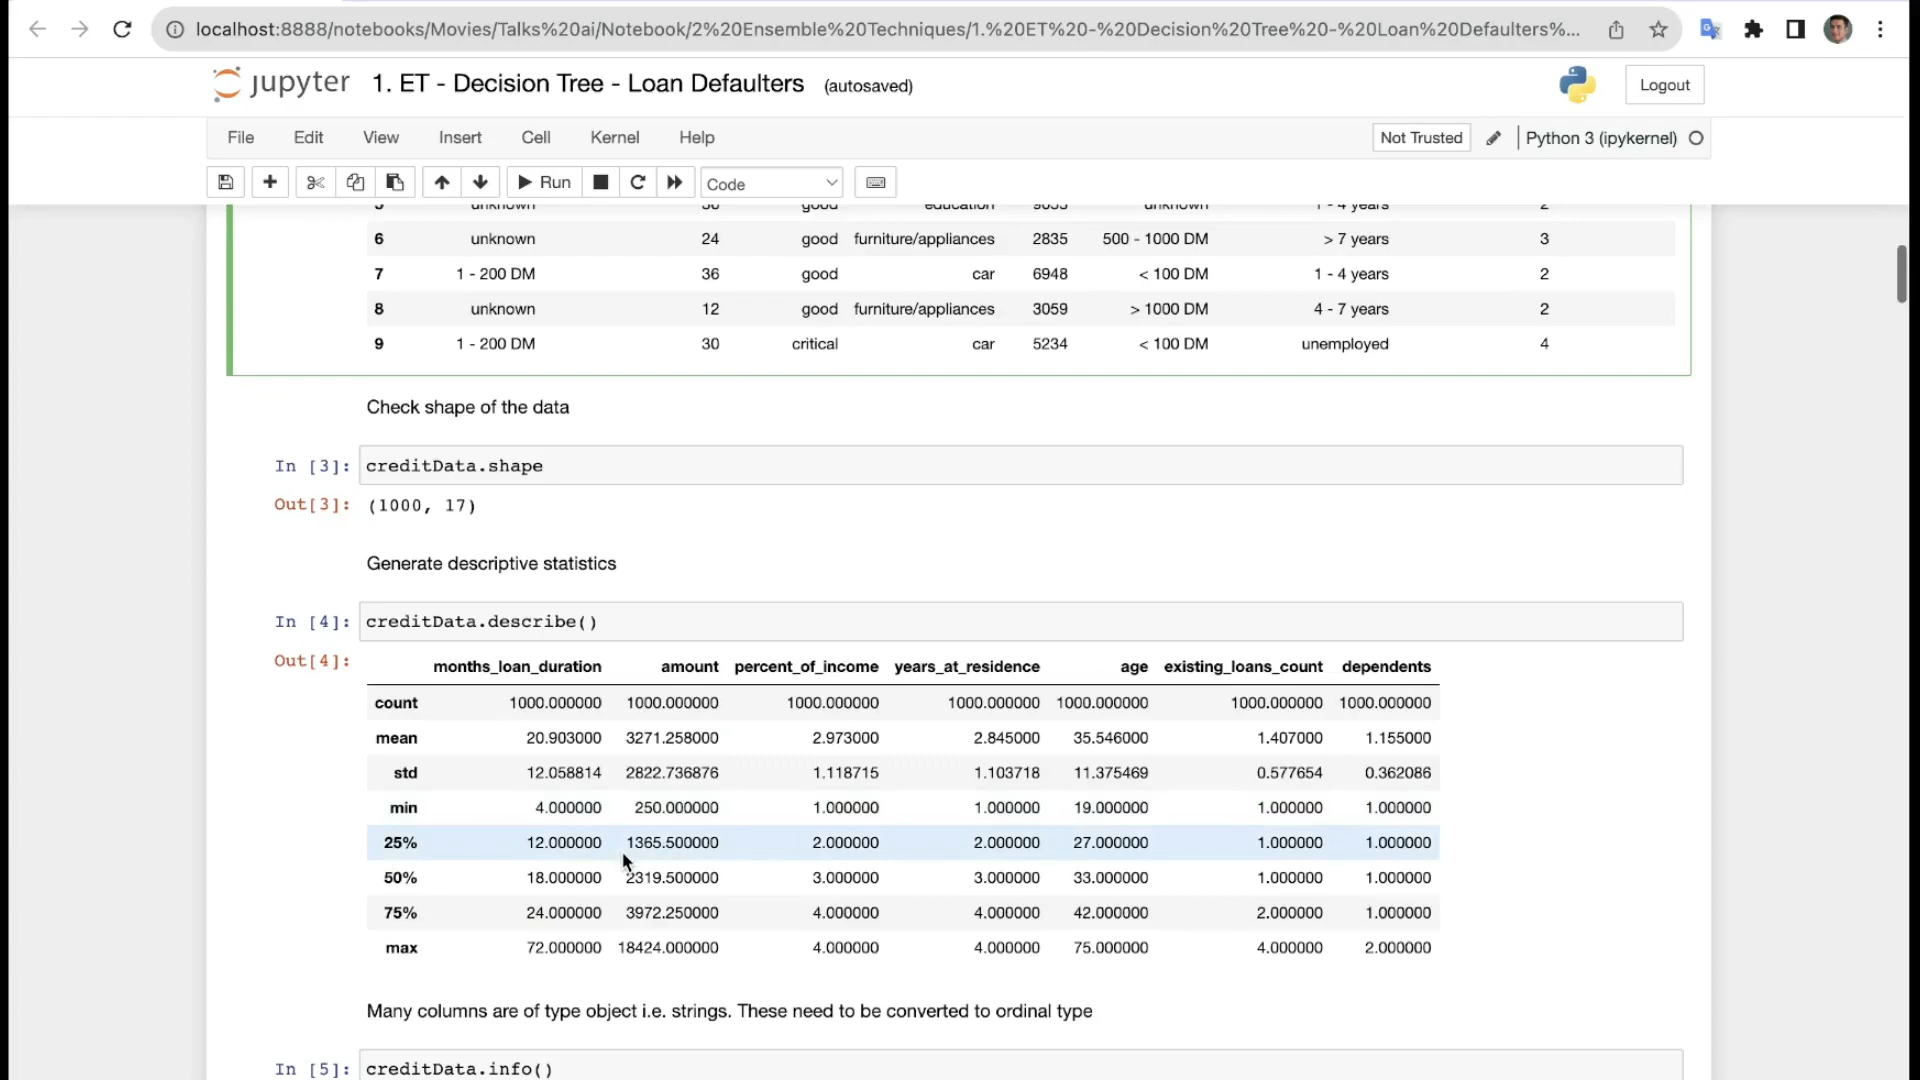 localhost:8888/notebooks/Movies/Talks%20ai/Notebook/2%20Ensemble%20Techniques/1.%20ET%20-%20Decision%20Tree%20-%20Loan%20Defaulters%...
jupyter 1. ET - Decision Tree - Loan Defaulters (autosaved) Logout
File Edit View Insert Cell Kernel Help Not Trusted Python 3 (ipykernel)
Run Code
5 unknown 36 good education 9055 unknown 1 - 4 years 2
6 unknown 24 good furniture/appliances 2835 500 - 1000 DM > 7 years 3
7 1 - 200 DM 36 good car 6948 < 100 DM 1 - 4 years 2
8 unknown 12 good furniture/appliances 3059 > 1000 DM 4 - 7 years 2
9 1 - 200 DM 30 critical car 5234 < 100 DM unemployed 4
Check shape of the data
In [3]: creditData.shape
Out[3]: (1000, 17)
Generate descriptive statistics
In [4]: creditData.describe()
Out[4]:
months_loan_duration amount percent_of_income years_at_residence age existing_loans_count dependents
count 1000.000000 1000.000000 1000.000000 1000.000000 1000.000000 1000.000000 1000.000000
mean 20.903000 3271.258000 2.973000 2.845000 35.546000 1.407000 1.155000
std 12.058814 2822.736876 1.118715 1.103718 11.375469 0.577654 0.362086
min 4.000000 250.000000 1.000000 1.000000 19.000000 1.000000 1.000000
25% 12.000000 1365.500000 2.000000 2.000000 27.000000 1.000000 1.000000
50% 18.000000 2319.500000 3.000000 3.000000 33.000000 1.000000 1.000000
75% 24.000000 3972.250000 4.000000 4.000000 42.000000 2.000000 1.000000
max 72.000000 18424.000000 4.000000 4.000000 75.000000 4.000000 2.000000
Many columns are of type object i.e. strings. These need to be converted to ordinal type
In [5]: creditData.info()